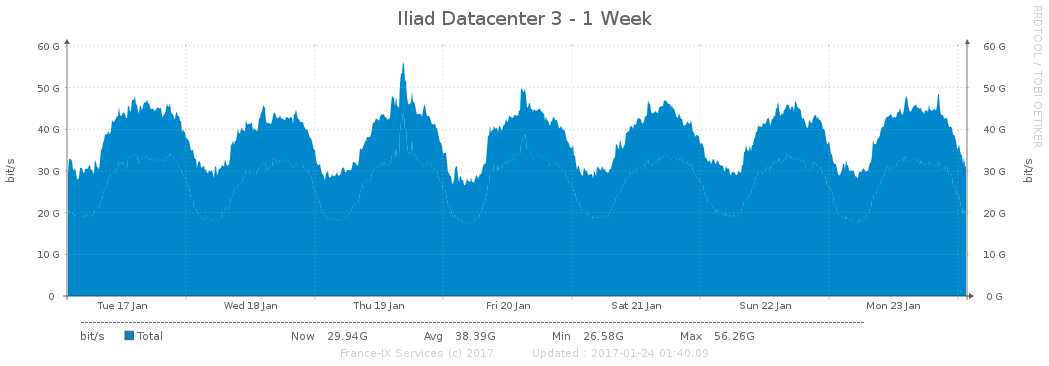 Iliad Datacenter 3 - 1 Week
RRDTOOL / TOBI OETIKER
60 G
60 G
50 G
50 G
40 G
40 G
30 G
30 G
20 G
20 G
10 G
10 G
0
0 G
bit/s
bit/s
Tue 17 Jan Wed 18 Jan Thu 19 Jan Fri 20 Jan Sat 21 Jan Sun 22 Jan Mon 23 Jan
bit/s Total Now 29.94G Avg 38.39G Min 26.58G Max 56.26G
France-IX Services (c) 2017 Updated : 2017-01-24 01:40:09